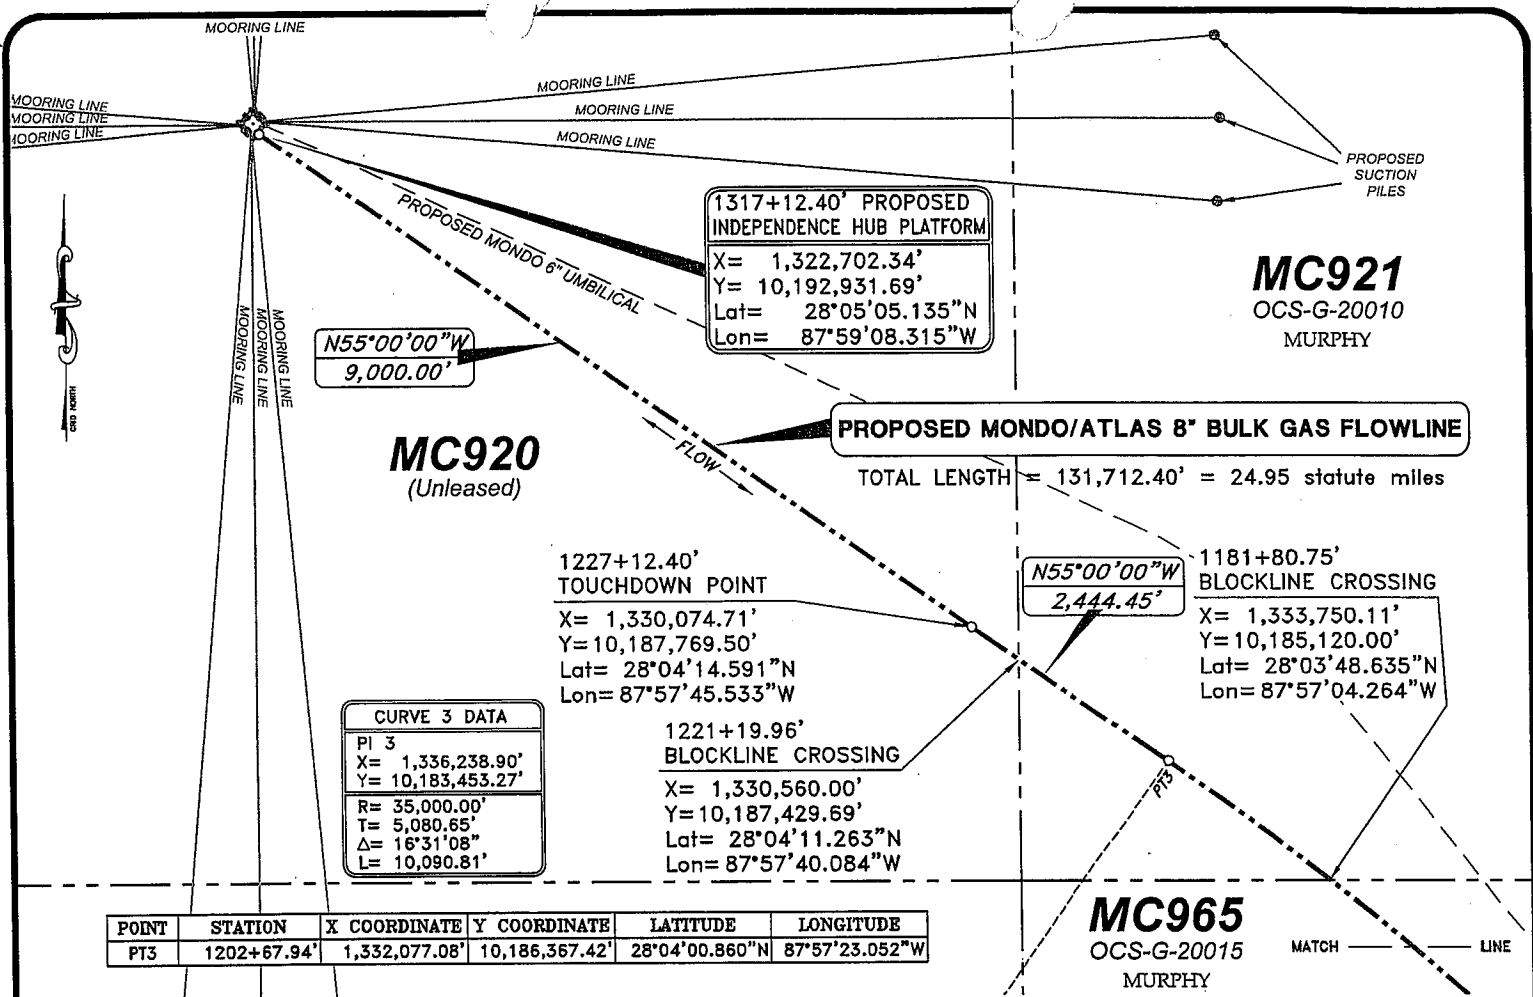 MOORING LINE
MOORING LINE
MOORING LINE
MOORING LINE
MOORING LINE
MOORING LINE
MOORING LINE
PROPOSED
SUCTION
PILES
PROPOSED MONDO 6" UMBILICAL
1317+12.40' PROPOSED
INDEPENDENCE HUB PLATFORM
X= 1,322,702.34'
Y= 10,192,931.69'
Lat= 28°05'05.135"N
Lon= 87°59'08.315"W
MC921
OCS-G-20010
MURPHY
GRID NORTH
MOORING LINE
MOORING LINE
MOORING LINE
N55°00'00"W
9,000.00'
MC920
(Unleased)
FLOW
PROPOSED MONDO/ATLAS 8" BULK GAS FLOWLINE
TOTAL LENGTH = 131,712.40' = 24.95 statute miles
1227+12.40'
TOUCHDOWN POINT
X= 1,330,074.71'
Y=10,187,769.50'
Lat= 28°04'14.591"N
Lon=87°57'45.533"W
N55°00'00"W
2,444.45'
1181+80.75'
BLOCKLINE CROSSING
X= 1,333,750.11'
Y=10,185,120.00'
Lat= 28°03'48.635"N
Lon=87°57'04.264"W
CURVE 3 DATA
PI 3
X= 1,336,238.90'
Y= 10,183,453.27'
R= 35,000.00'
T= 5,080.65'
Δ= 16°31'08"
L= 10,090.81'
1221+19.96'
BLOCKLINE CROSSING
X= 1,330,560.00'
Y=10,187,429.69'
Lat= 28°04'11.263"N
Lon=87°57'40.084"W
PT3
POINT STATION X COORDINATE Y COORDINATE LATITUDE LONGITUDE
PT3 1202+67.94' 1,332,077.08' 10,186,367.42' 28°04'00.860"N 87°57'23.052"W
MC965
OCS-G-20015
MURPHY
MATCH LINE